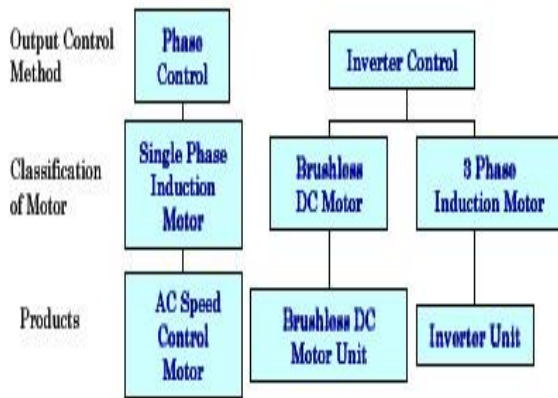 Output Control
Method
Phase
Control
Inverter Control
Classification
of Motor
Single Phase
Induction
Motor
Brushless
DC Motor
3 Phase
Induction Motor
Products
AC Speed
Control
Motor
Brushless DC
Motor Unit
Inverter Unit